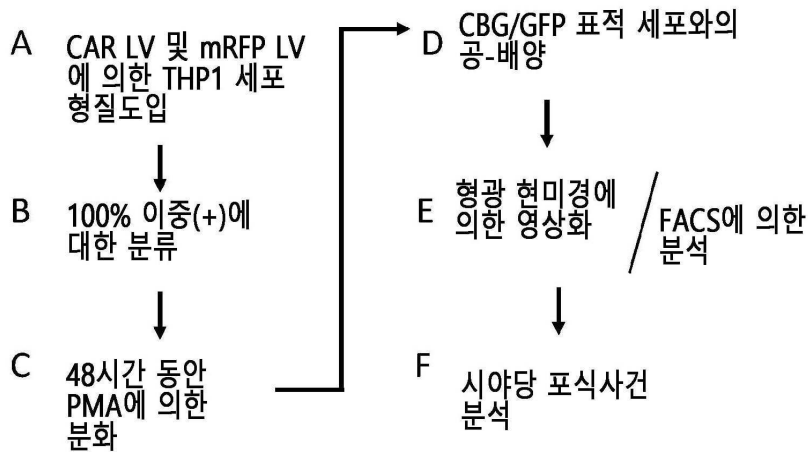 A
CAR LV 및 mRFP LV
에 의한 THP1 세포
형질도입
B
100% 이중(+)에
대한 분류
C
48시간 동안
PMA에 의한
분화
D
CBG/GFP 표적 세포와의
공-배양
E
형광 현미경에
의한 영상화
FACS에 의한
분석
F
시야당 포식사건
분석